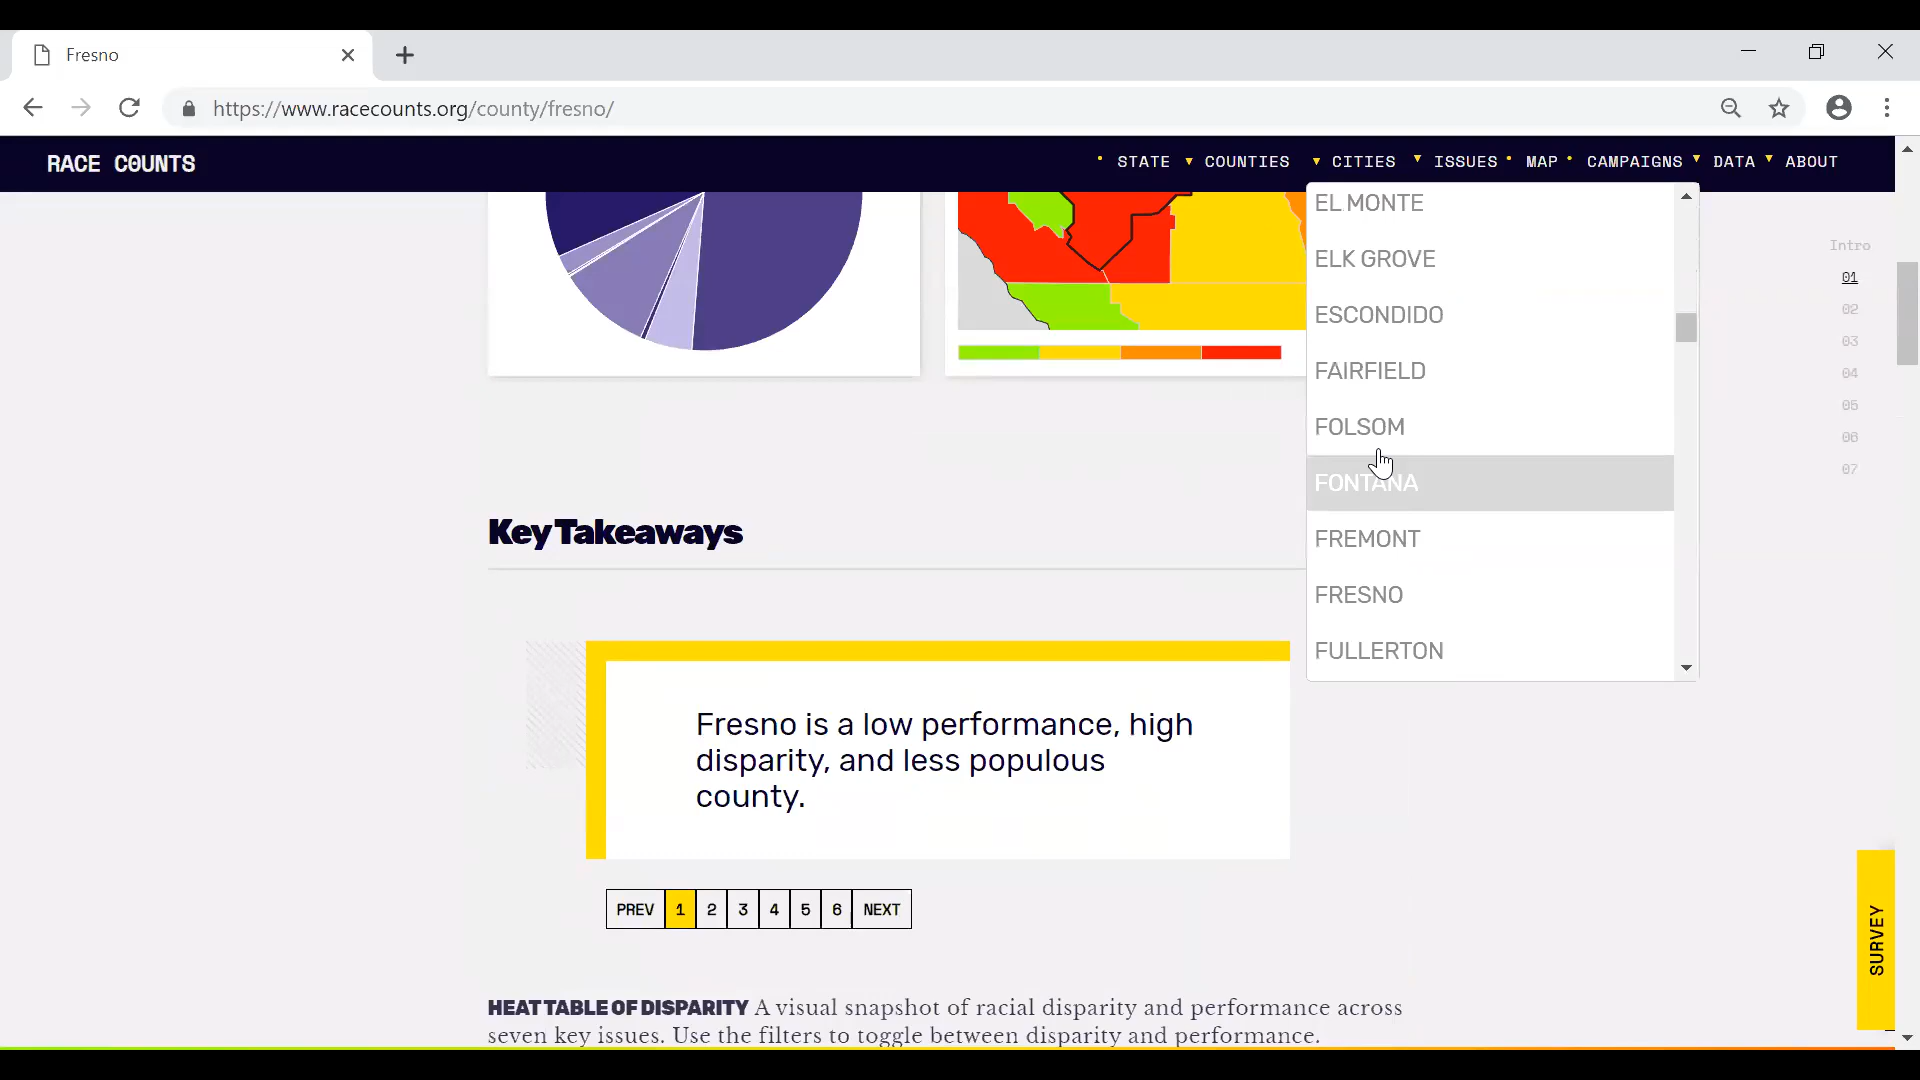 Fresno
https://www.racecounts.org/county/fresno/
RACE COUNTS
STATE COUNTIES CITIES ISSUES MAP CAMPAIGNS DATA ABOUT
EL MONTE
ELK GROVE
ESCONDIDO
FAIRFIELD
FOLSOM
FONTANA
FREMONT
FRESNO
FULLERTON
Intro
01
02
03
04
05
06
07
Key Takeaways
Fresno is a low performance, high
disparity, and less populous
county.
PREV 1 2 3 4 5 6 NEXT
SURVEY
HEAT TABLE OF DISPARITY A visual snapshot of racial disparity and performance across
seven key issues. Use the filters to toggle between disparity and performance.